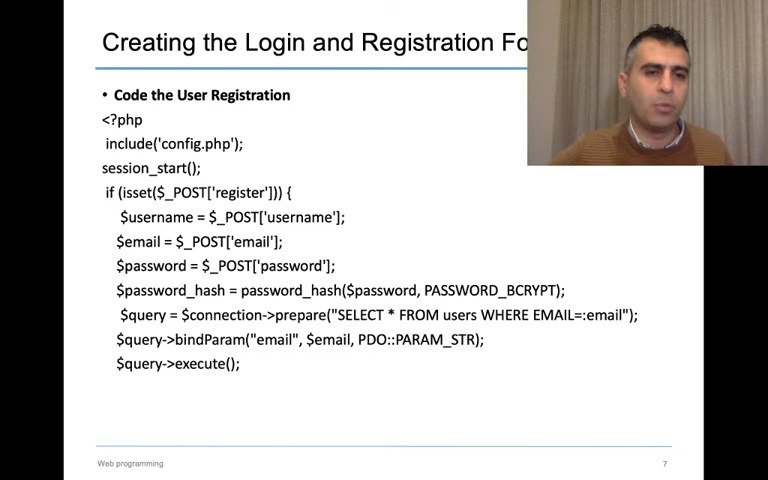 Creating the Login and Registration Fo
• Code the User Registration
<?php
include('config.php');
session_start();
if (isset($_POST['register'])) {
$username = $_POST['username'];
$email = $_POST['email'];
$password = $_POST['password'];
$password_hash = password_hash($password, PASSWORD_BCRYPT);
$query = $connection->prepare("SELECT * FROM users WHERE EMAIL=:email");
$query->bindParam("email", $email, PDO::PARAM_STR);
$query->execute();
Web programming
7